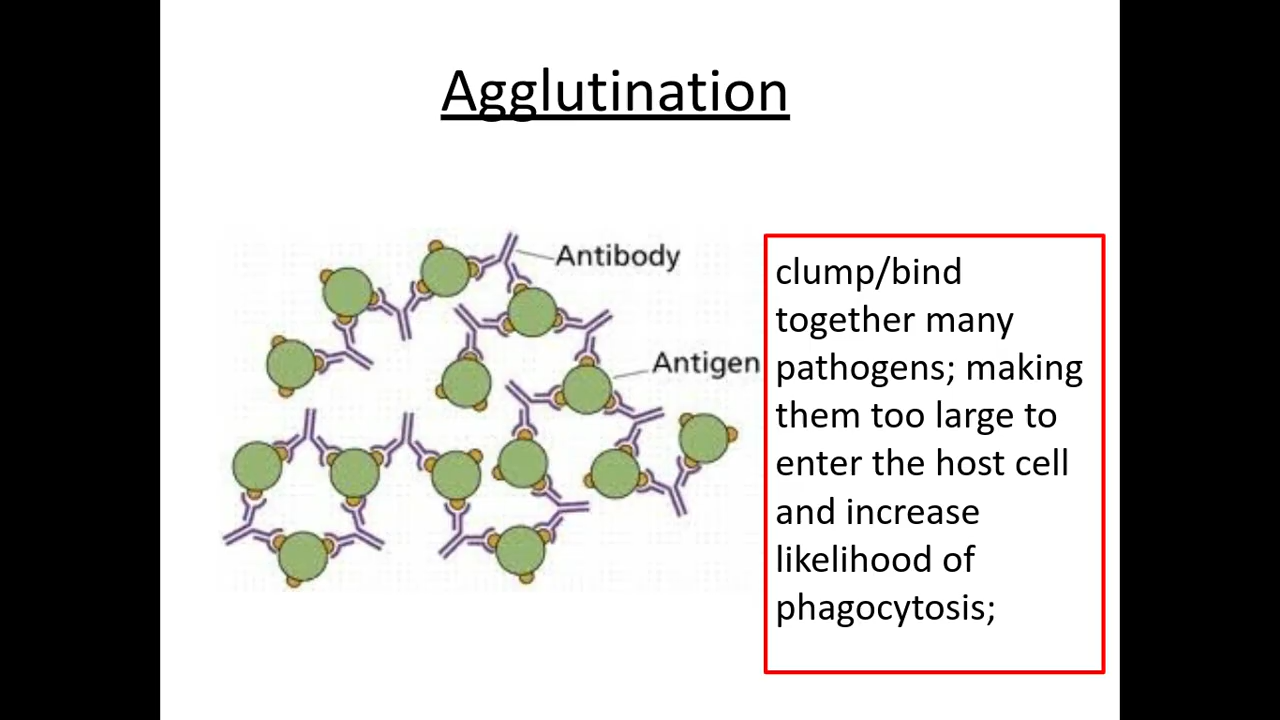 Agglutination
Antibody
Antigen
clump/bind
together many
pathogens; making
them too large to
enter the host cell
and increase
likelihood of
phagocytosis;